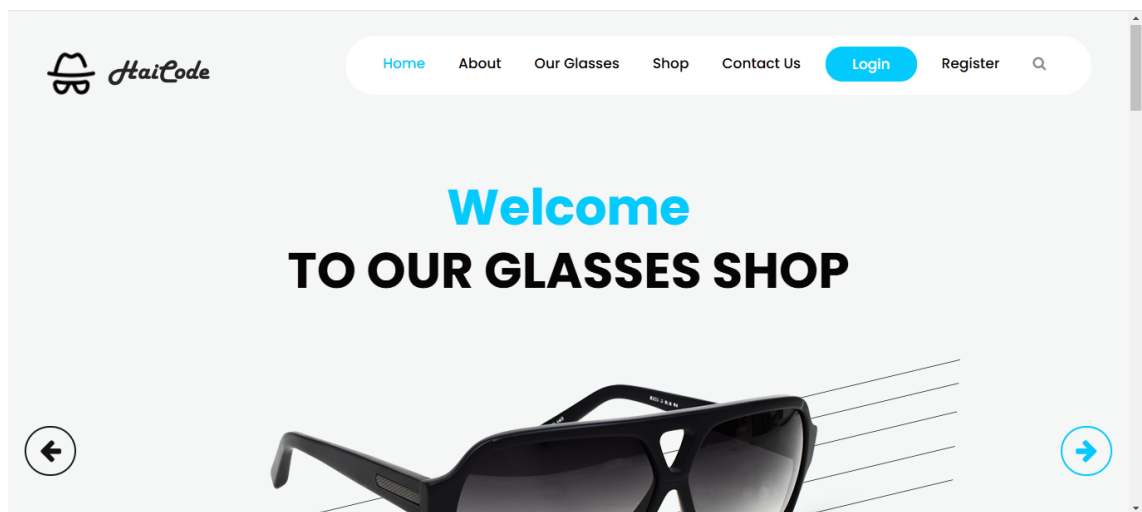 HaiCode
Home About Our Glasses Shop Contact Us Login Register
Welcome
TO OUR GLASSES SHOP